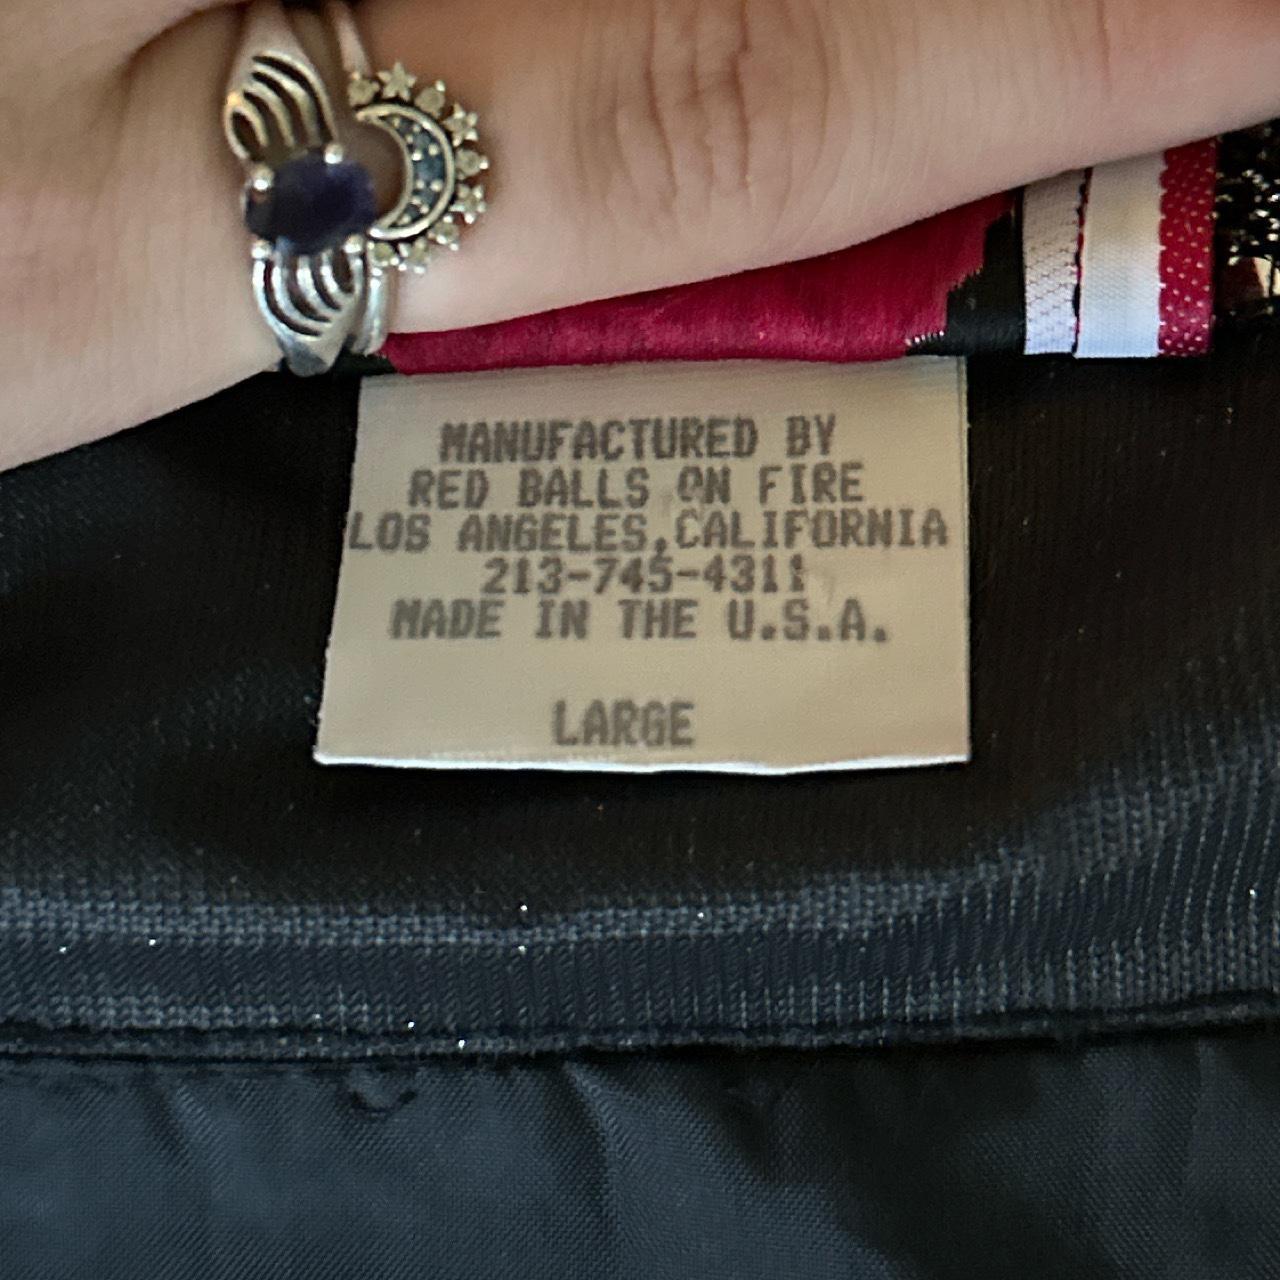 MANUFACTURED BY
RED BALLS ON FIRE
LOS ANGELES,CALIFORNIA
213-745-4311
MADE IN THE U.S.A.
LARGE